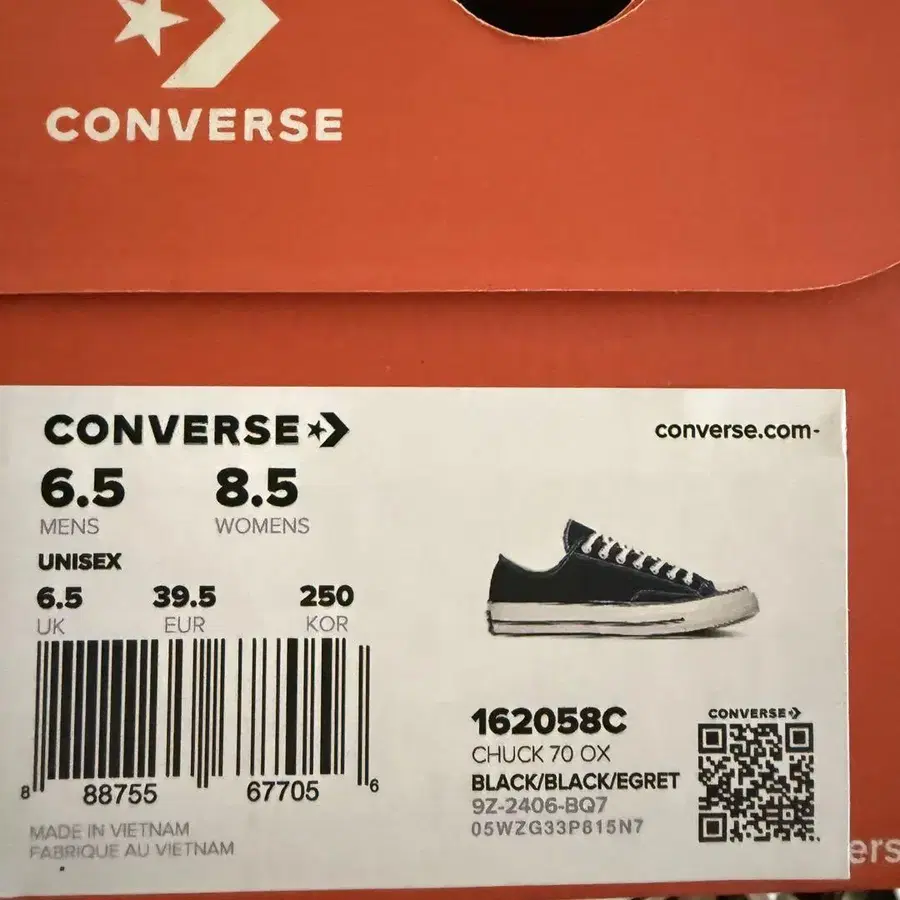 CONVERSE
CONVERSE
converse.com
6.5 8.5
MENS WOMENS
UNISEX
6.5 39.5 250
UK EUR KOR
8 88755 67705 6
MADE IN VIETNAM
FABRIQUE AU VIETNAM
162058C
CHUCK 70 OX
BLACK/BLACK/EGRET
9Z-2406-BQ7
05WZG33P815N7
CONVERSE
ers